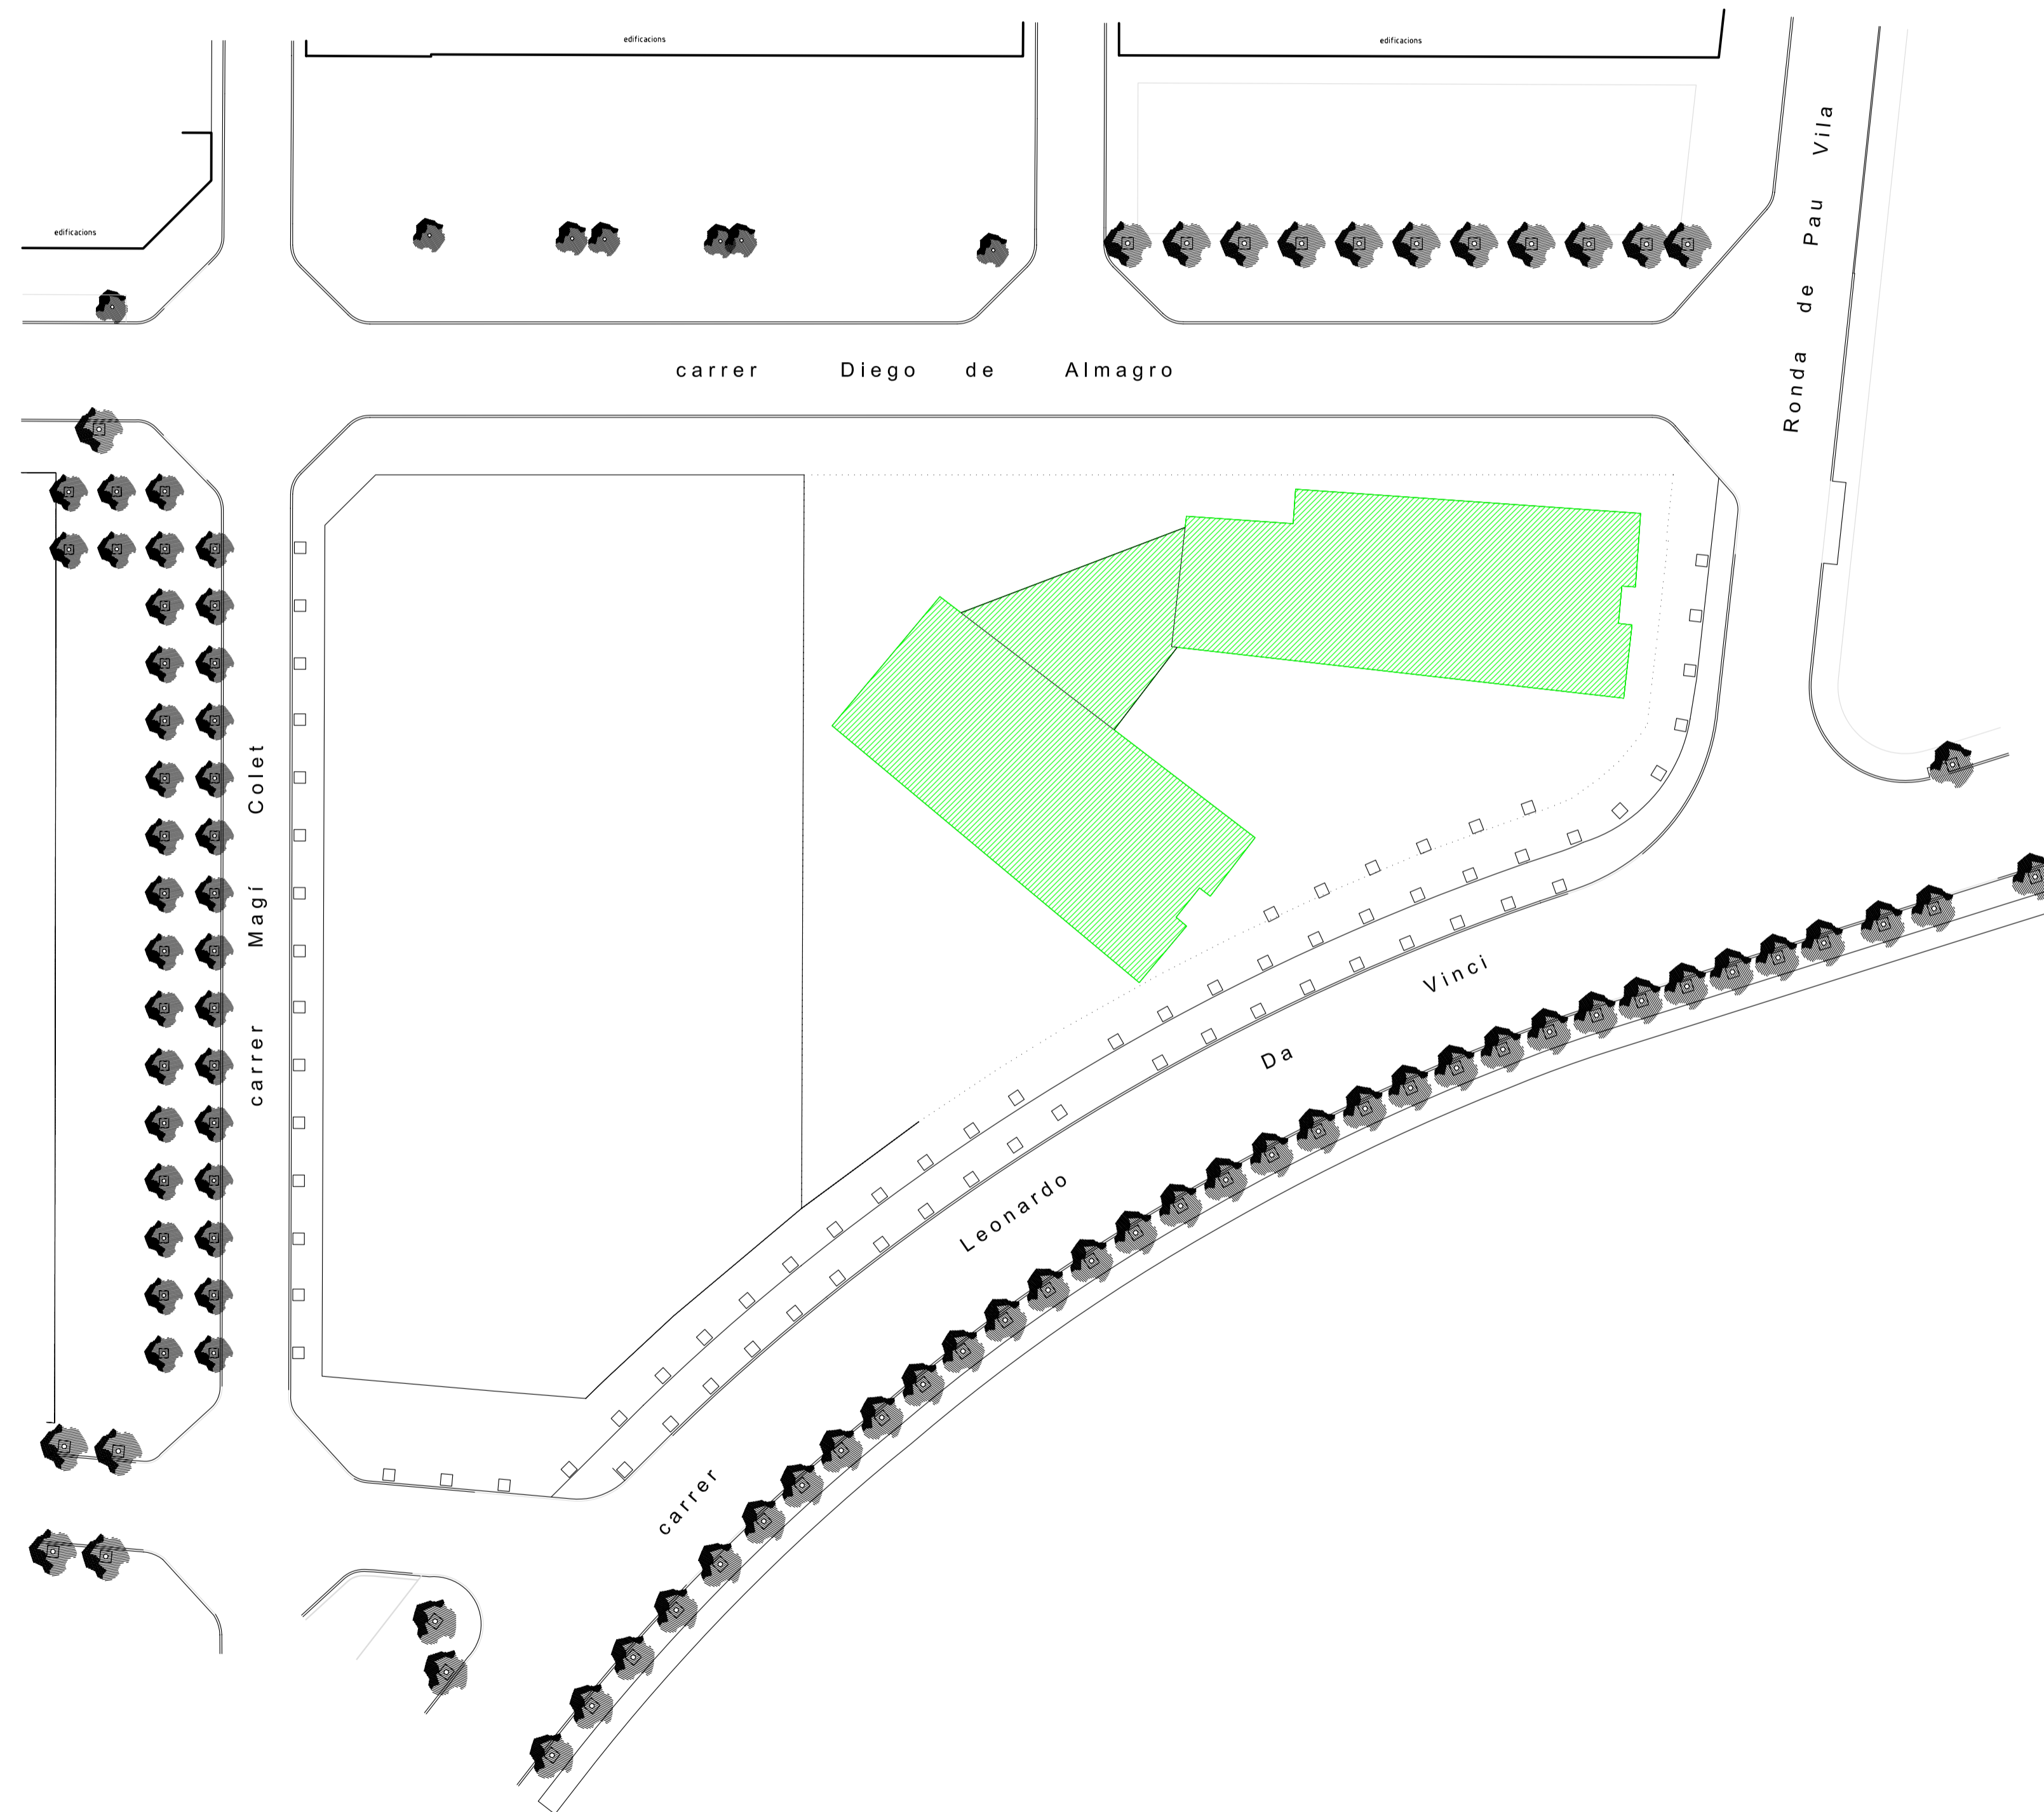 edificacions
edificacions
edificacions
carrer Diego de Almagro
Ronda de Pau Vila
carrer Magí Colet
carrer Leonardo Da Vinci